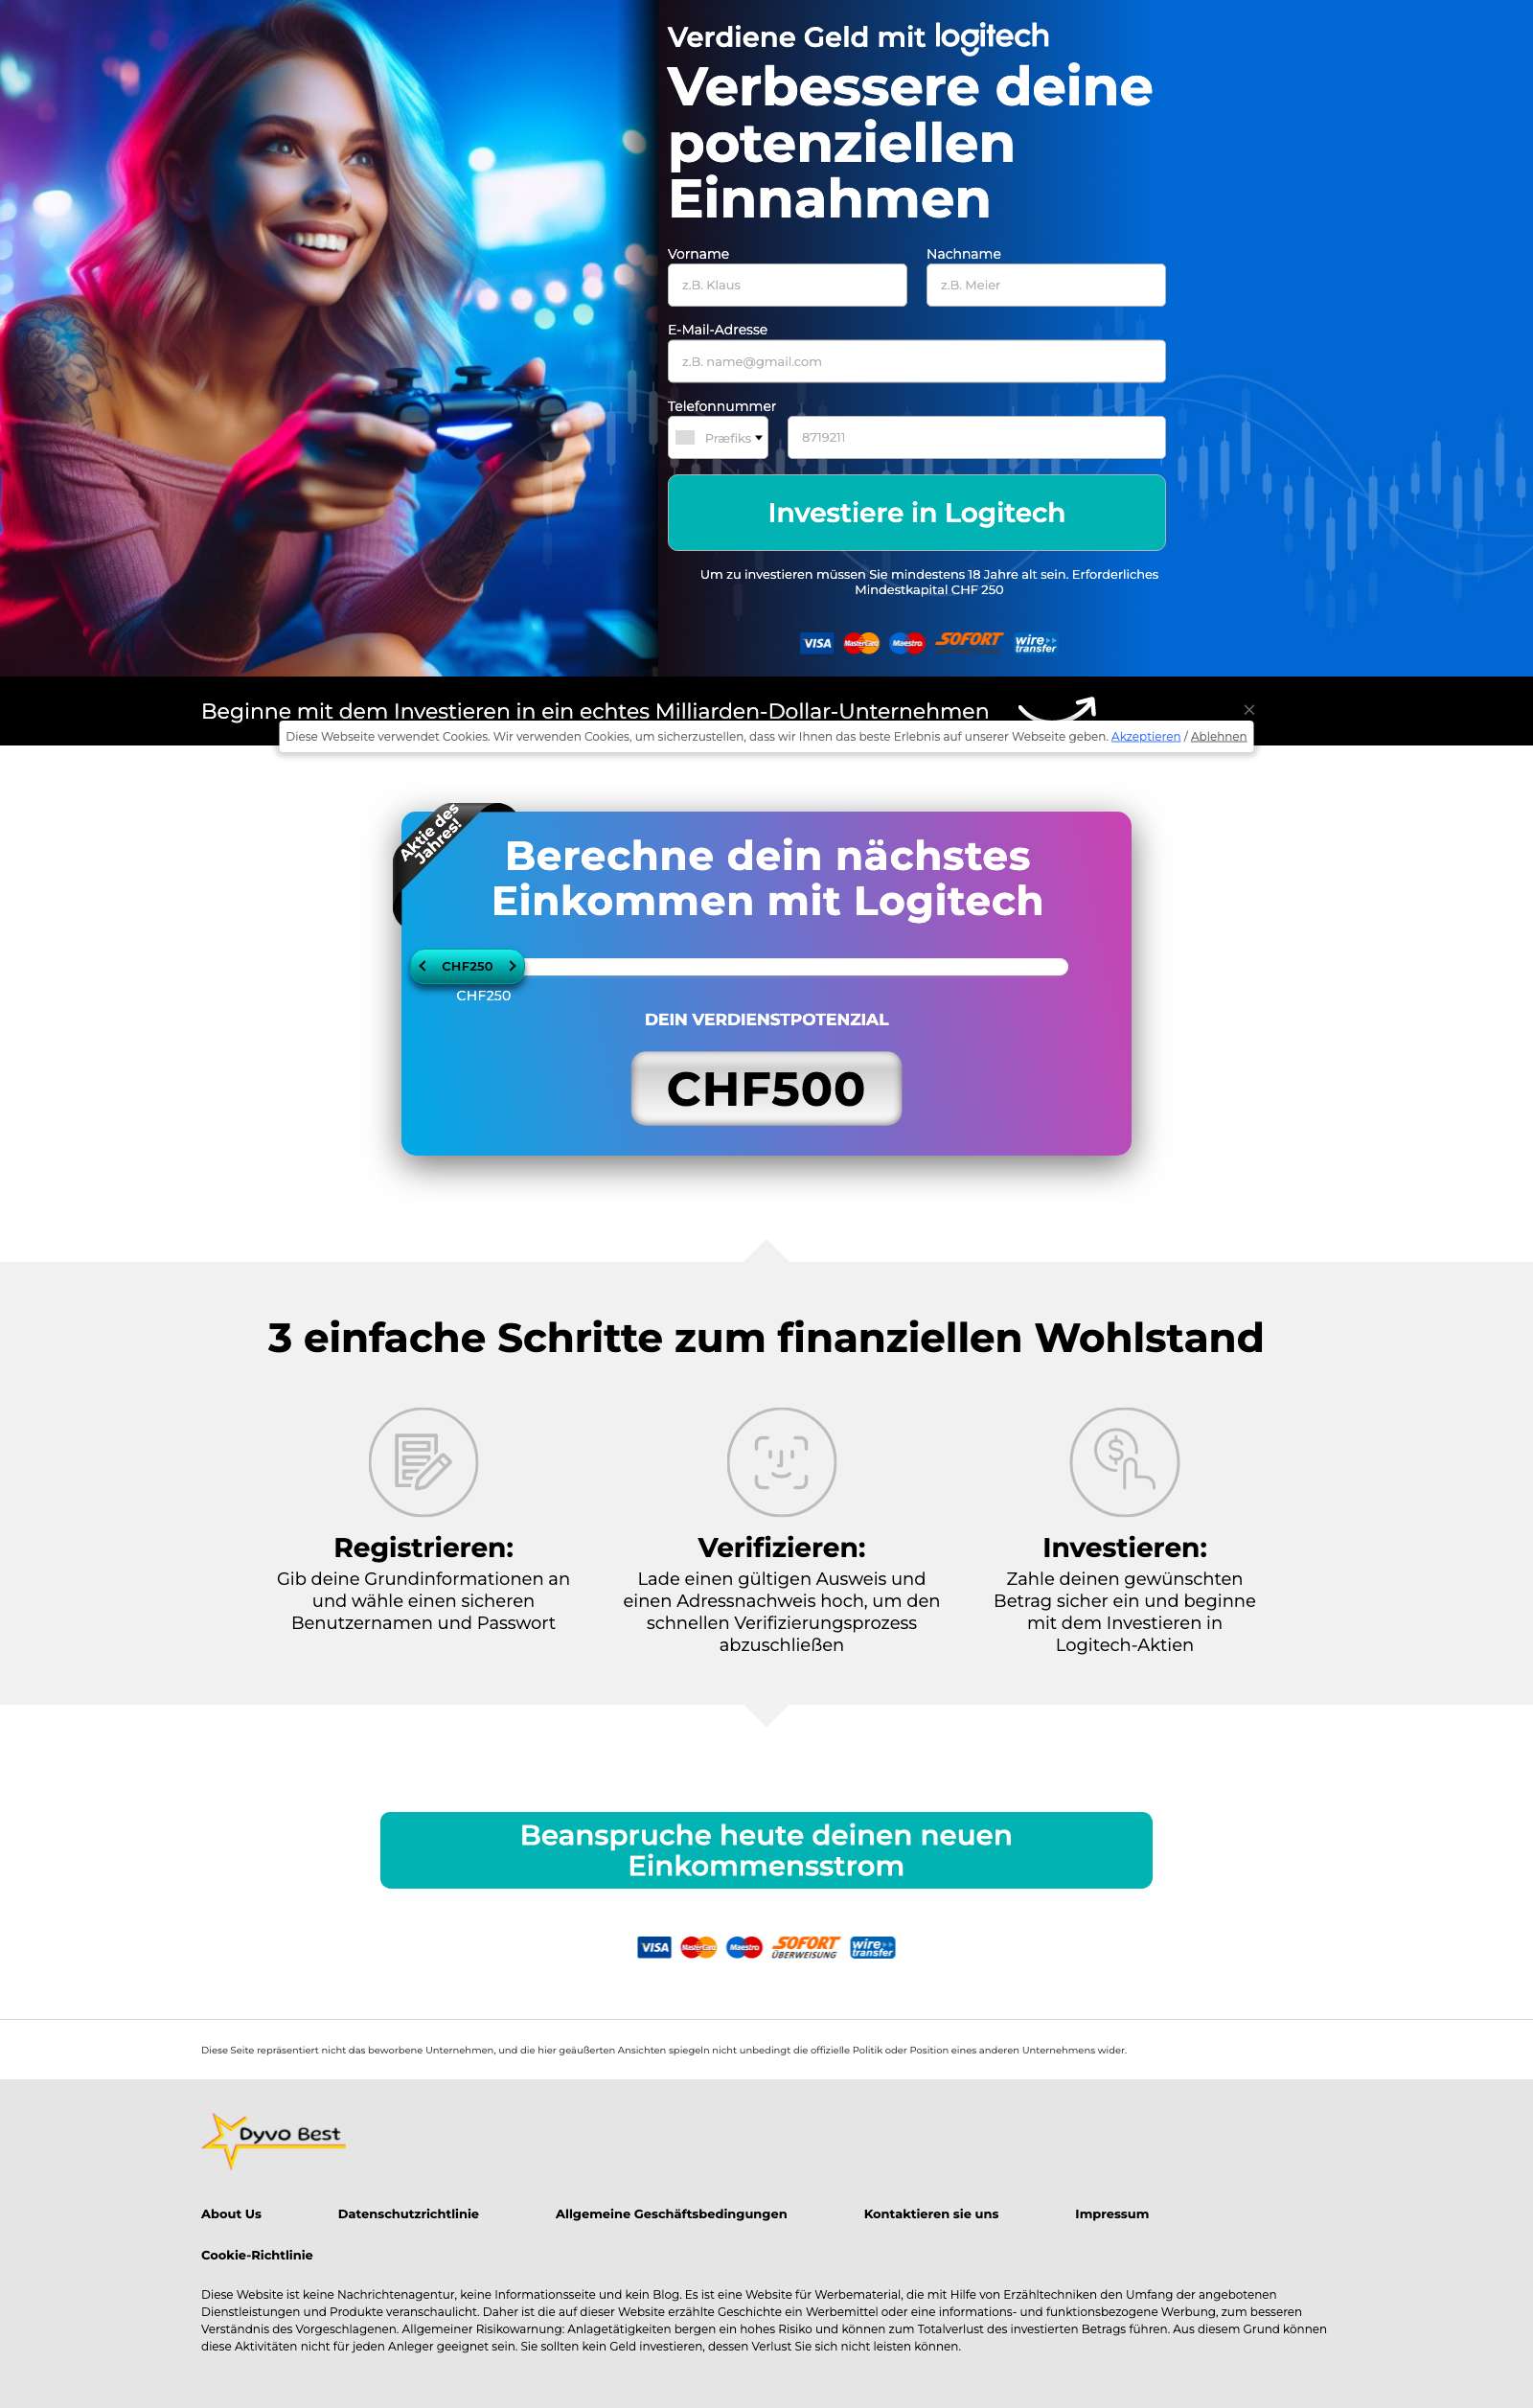 Verdiene Geld mit logitech
Verbessere deine
potenziellen
Einnahmen
Vorname
Nachname
z.B. Klaus
z.B. Meier
E-Mail-Adresse
z.B. name@gmail.com
Telefonnummer
Præfiks
8719211
Investiere in Logitech
Um zu investieren müssen Sie mindestens 18 Jahre alt sein. Erforderliches
Mindestkapital CHF 250
VISA MasterCard Maestro SOFORT wire transfer
Beginne mit dem Investieren in ein echtes Milliarden-Dollar-Unternehmen
Diese Webseite verwendet Cookies. Wir verwenden Cookies, um sicherzustellen, dass wir Ihnen das beste Erlebnis auf unserer Webseite geben. Akzeptieren / Ablehnen
Aktie des
Jahres!
Berechne dein nächstes
Einkommen mit Logitech
CHF250
CHF250
DEIN VERDIENSTPOTENZIAL
CHF500
3 einfache Schritte zum finanziellen Wohlstand
Registrieren:
Gib deine Grundinformationen an
und wähle einen sicheren
Benutzernamen und Passwort
Verifizieren:
Lade einen gültigen Ausweis und
einen Adressnachweis hoch, um den
schnellen Verifizierungsprozess
abzuschließen
Investieren:
Zahle deinen gewünschten
Betrag sicher ein und beginne
mit dem Investieren in
Logitech-Aktien
Beanspruche heute deinen neuen
Einkommensstrom
VISA MasterCard Maestro SOFORT ÜBERWEISUNG wire transfer
Diese Seite repräsentiert nicht das beworbene Unternehmen, und die hier geäußerten Ansichten spiegeln nicht unbedingt die offizielle Politik oder Position eines anderen Unternehmens wider.
Dyvo Best
About Us
Datenschutzrichtlinie
Allgemeine Geschäftsbedingungen
Kontaktieren sie uns
Impressum
Cookie-Richtlinie
Diese Website ist keine Nachrichtenagentur, keine Informationsseite und kein Blog. Es ist eine Website für Werbematerial, die mit Hilfe von Erzähltechniken den Umfang der angebotenen
Dienstleistungen und Produkte veranschaulicht. Daher ist die auf dieser Website erzählte Geschichte ein Werbemittel oder eine informations- und funktionsbezogene Werbung, zum besseren
Verständnis des Vorgeschlagenen. Allgemeiner Risikowarnung: Anlagetätigkeiten bergen ein hohes Risiko und können zum Totalverlust des investierten Betrags führen. Aus diesem Grund können
diese Aktivitäten nicht für jeden Anleger geeignet sein. Sie sollten kein Geld investieren, dessen Verlust Sie sich nicht leisten können.